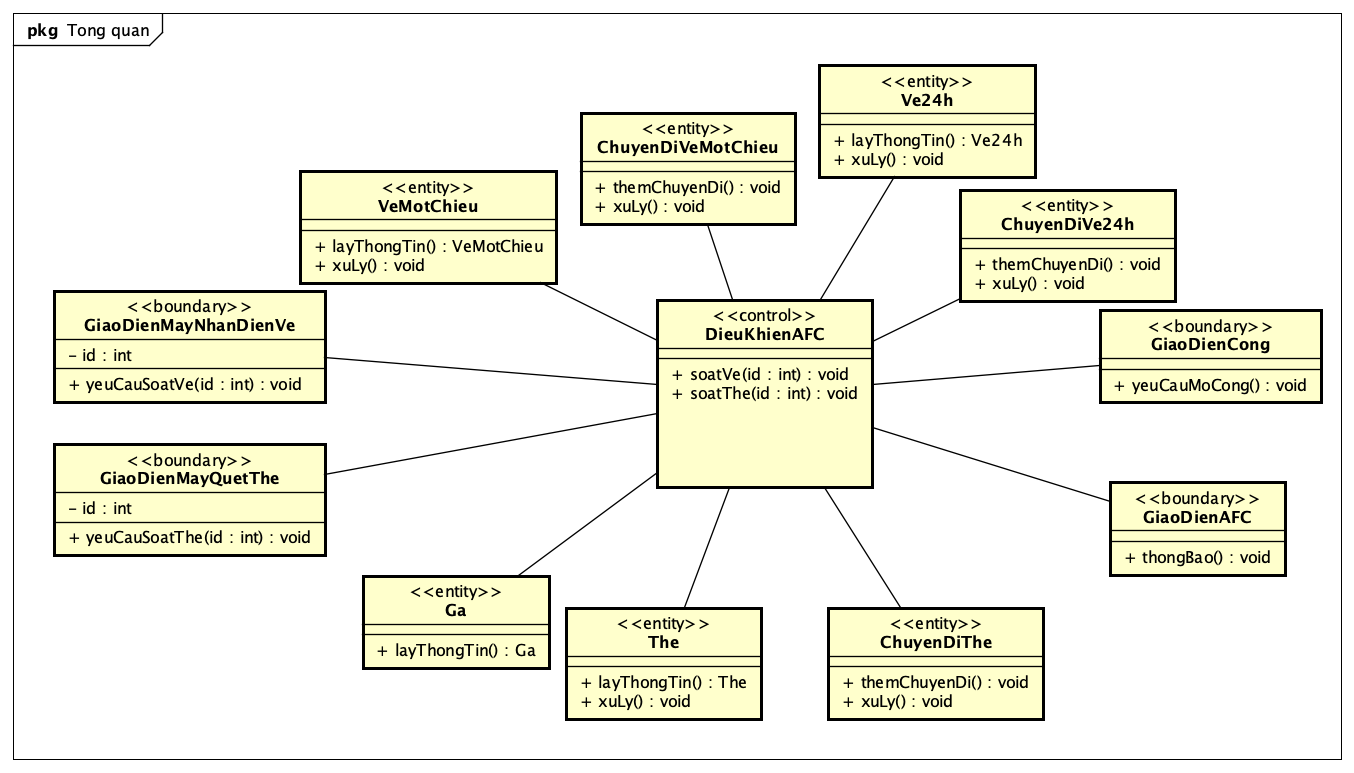 pkg Tong quan
<<entity>>
Ve24h
+ layThongTin() : Ve24h
+ xuLy() : void
<<entity>>
ChuyenDiVeMotChieu
+ themChuyenDi() : void
+ xuLy() : void
<<entity>>
VeMotChieu
+ layThongTin() : VeMotChieu
+ xuLy() : void
<<entity>>
ChuyenDiVe24h
+ themChuyenDi() : void
+ xuLy() : void
<<boundary>>
GiaoDienMayNhanDienVe
- id : int
+ yeuCauSoatVe(id : int) : void
<<control>>
DieuKhienAFC
+ soatVe(id : int) : void
+ soatThe(id : int) : void
<<boundary>>
GiaoDienCong
+ yeuCauMoCong() : void
<<boundary>>
GiaoDienMayQuetThe
- id : int
+ yeuCauSoatThe(id : int) : void
<<boundary>>
GiaoDienAFC
+ thongBao() : void
<<entity>>
Ga
+ layThongTin() : Ga
<<entity>>
The
+ layThongTin() : The
+ xuLy() : void
<<entity>>
ChuyenDiThe
+ themChuyenDi() : void
+ xuLy() : void